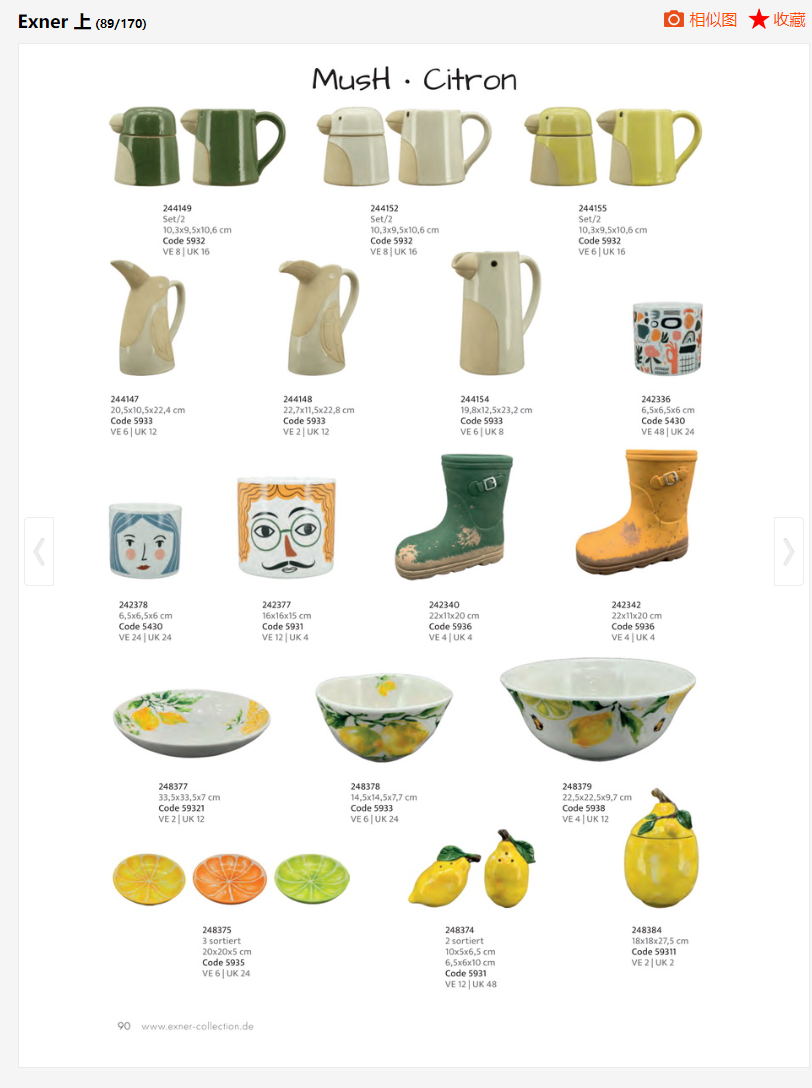 Exner 上 (89/170)
相似图 收藏
MusH · Citron
244149
Set/2
10,3x9,5x10,6 cm
Code 5932
VE 8 | UK 16
244152
Set/2
10,3x9,5x10,6 cm
Code 5932
VE 8 | UK 16
244155
Set/2
10,3x9,5x10,6 cm
Code 5932
VE 6 | UK 16
244147
20,5x10,5x22,4 cm
Code 5933
VE 6 | UK 12
244148
22,7x11,5x22,8 cm
Code 5933
VE 2 | UK 12
244154
19,8x12,5x23,2 cm
Code 5933
VE 6 | UK 8
242336
6,5x6,5x6 cm
Code 5430
VE 48 | UK 24
242378
6,5x6,5x6 cm
Code 5430
VE 24 | UK 24
242377
16x16x15 cm
Code 5931
VE 12 | UK 4
242340
22x11x20 cm
Code 5936
VE 4 | UK 4
242342
22x11x20 cm
Code 5936
VE 4 | UK 4
248377
33,5x33,5x7 cm
Code 59321
VE 2 | UK 12
248378
14,5x14,5x7,7 cm
Code 5933
VE 6 | UK 24
248379
22,5x22,5x9,7 cm
Code 5938
VE 4 | UK 12
248375
3 sortiert
20x20x5 cm
Code 5935
VE 6 | UK 24
248374
2 sortiert
10x5x6,5 cm
6,5x6x10 cm
Code 5931
VE 12 | UK 48
248384
18x18x27,5 cm
Code 59311
VE 2 | UK 2
90 www.exner-collection.de